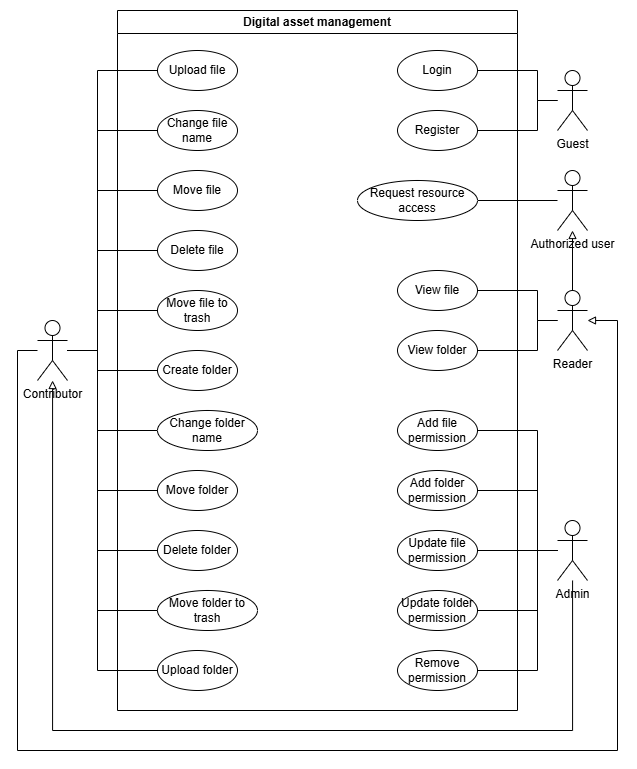 Digital asset management
Upload file
Change file
name
Move file
Delete file
Move file to
trash
Create folder
Change folder
name
Move folder
Delete folder
Move folder to
trash
Upload folder
Contributor
Login
Register
Request resource
access
View file
View folder
Add file
permission
Add folder
permission
Update file
permission
Update folder
permission
Remove
permission
Guest
Authorized user
Reader
Admin